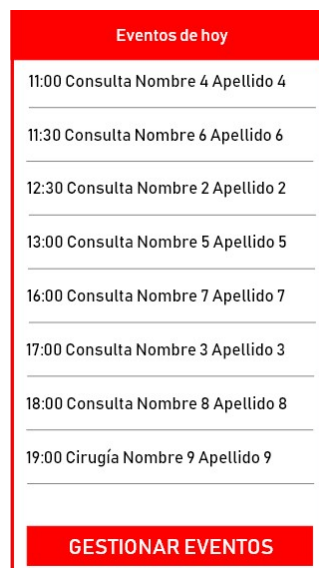 Eventos de hoy
11:00 Consulta Nombre 4 Apellido 4
11:30 Consulta Nombre 6 Apellido 6
12:30 Consulta Nombre 2 Apellido 2
13:00 Consulta Nombre 5 Apellido 5
16:00 Consulta Nombre 7 Apellido 7
17:00 Consulta Nombre 3 Apellido 3
18:00 Consulta Nombre 8 Apellido 8
19:00 Cirugía Nombre 9 Apellido 9
GESTIONAR EVENTOS